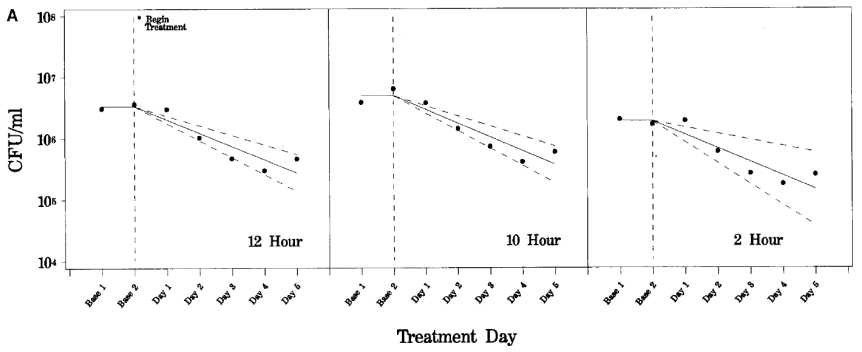 A
10⁸
10⁷
10⁶
10⁵
10⁴
CFU/ml
Begin
Treatment
12 Hour
10 Hour
2 Hour
Base 1
Base 2
Day 1
Day 2
Day 3
Day 4
Day 5
Base 1
Base 2
Day 1
Day 2
Day 3
Day 4
Day 5
Base 1
Base 2
Day 1
Day 2
Day 3
Day 4
Day 5
Treatment Day